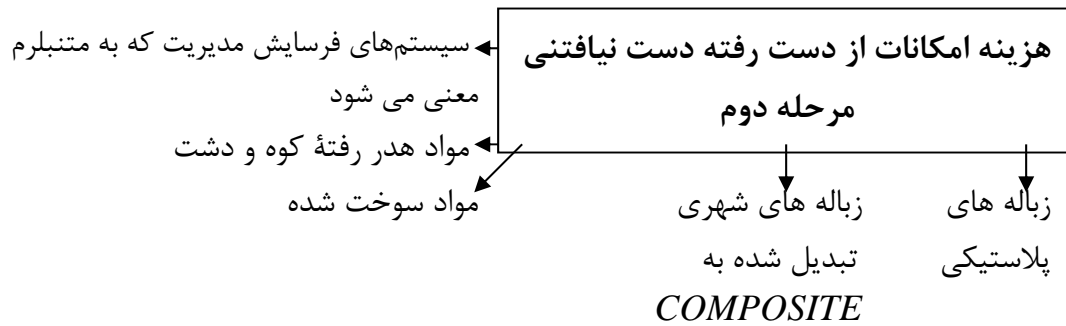 هزینه امکانات از دست رفته دست نیافتنی
مرحله دوم
سیستم‌های فرسایش مدیریت که به متنبلرم
معنی می شود
مواد هدر رفتهٔ کوه و دشت
مواد سوخت شده
زباله های
پلاستیکی
زباله های شهری
تبدیل شده به
COMPOSITE